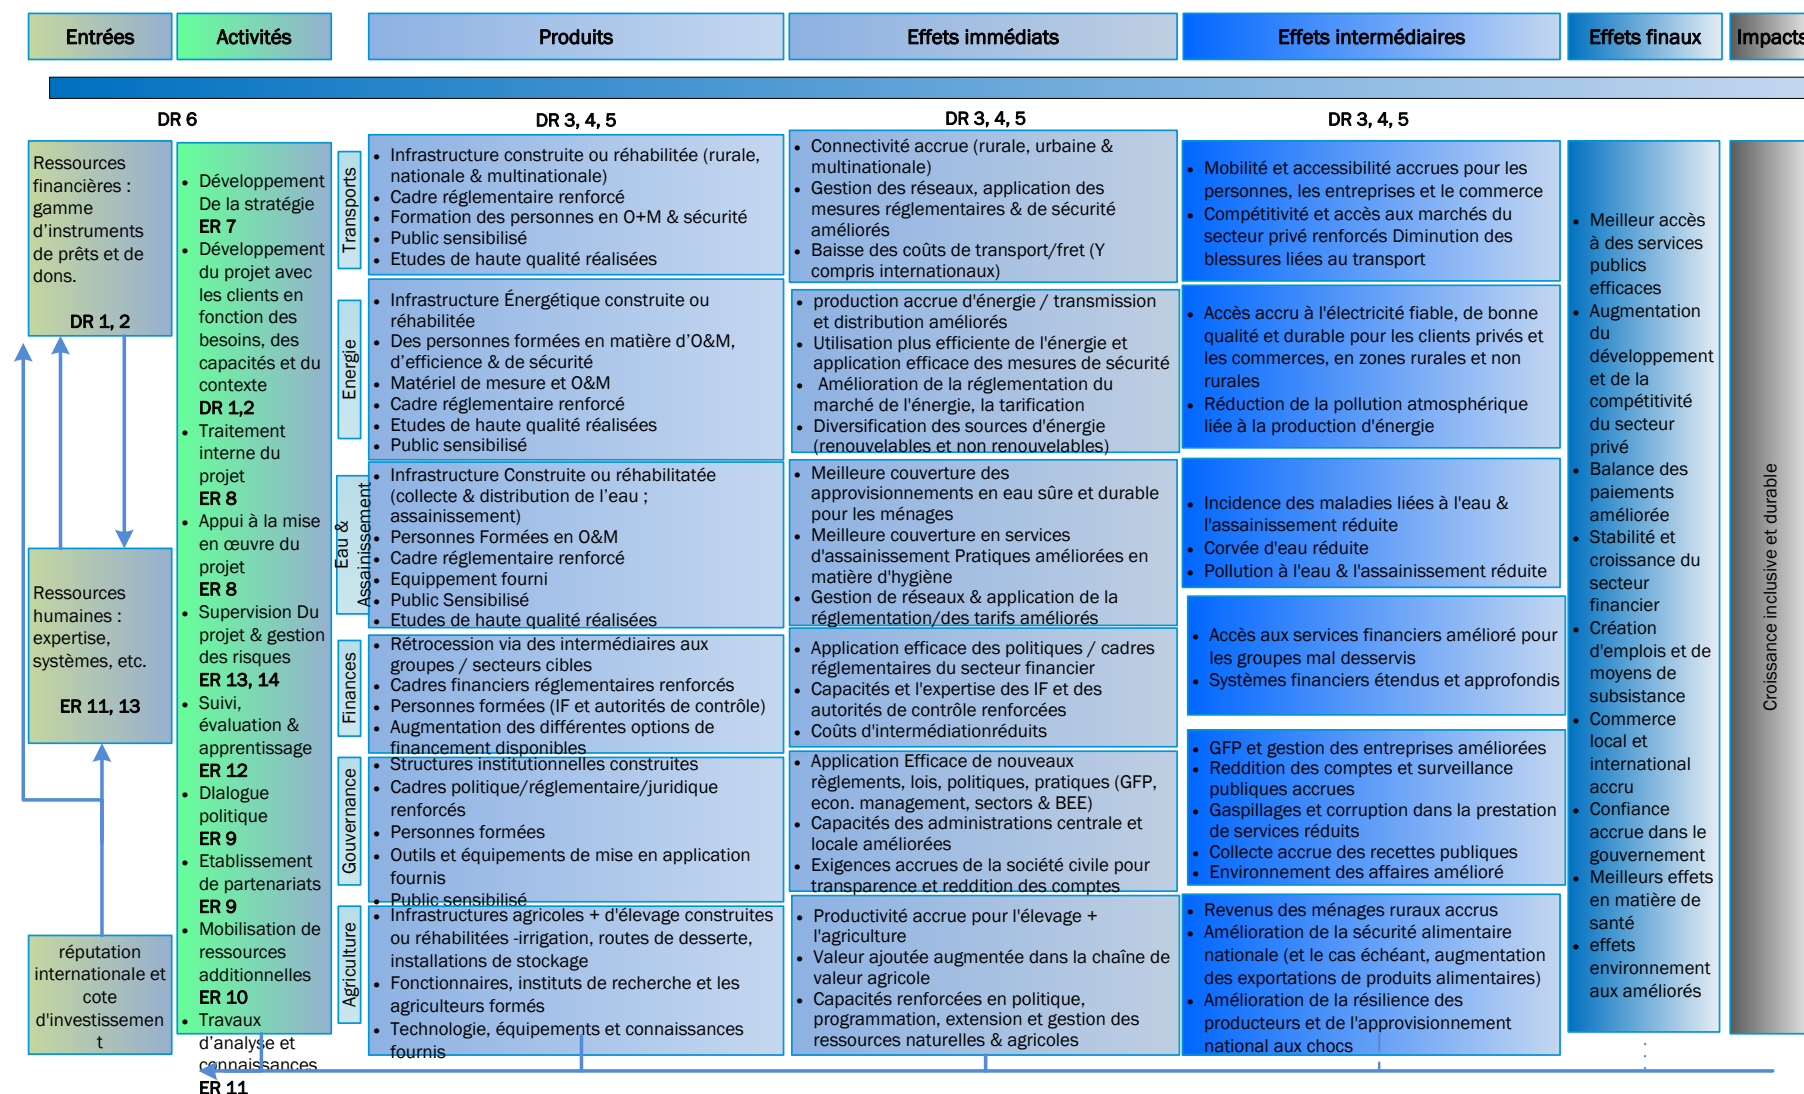 Entrées
Activités
Produits
Effets immédiats
Effets intermédiaires
Effets finaux
Impacts
DR 6
DR 3, 4, 5
DR 3, 4, 5
DR 3, 4, 5
Ressources
financières :
gamme
d'instruments
de prêts et de
dons.
DR 1, 2
Ressources
humaines :
expertise,
systèmes, etc.
ER 11, 13
réputation
internationale et
cote
d'investissemen
t
• Développement
De la stratégie
ER 7
• Développement
du projet avec
les clients en
fonction des
besoins, des
capacités et du
contexte
DR 1,2
• Traitement
interne du
projet
ER 8
• Appui à la mise
en œuvre du
projet
ER 8
• Supervision Du
projet & gestion
des risques
ER 13, 14
• Suivi,
évaluation &
apprentissage
ER 12
• DIalogue
politique
ER 9
• Etablissement
de partenariats
ER 9
• Mobilisation de
ressources
additionnelles
ER 10
• Travaux
d'analyse et
connaissances
ER 11
Transports
• Infrastructure construite ou réhabilitée (rurale,
nationale & multinationale)
• Cadre réglementaire renforcé
• Formation des personnes en O+M & sécurité
• Public sensibilisé
• Etudes de haute qualité réalisées
• Connectivité accrue (rurale, urbaine &
multinationale)
• Gestion des réseaux, application des
mesures réglementaires & de sécurité
améliorés
• Baisse des coûts de transport/fret (Y
compris internationaux)
• Mobilité et accessibilité accrues pour les
personnes, les entreprises et le commerce
• Compétitivité et accès aux marchés du
secteur privé renforcés Diminution des
blessures liées au transport
Energie
• Infrastructure Énergétique construite ou
réhabilitée
• Des personnes formées en matière d'O&M,
d'efficience & de sécurité
• Matériel de mesure et O&M
• Cadre réglementaire renforcé
• Etudes de haute qualité réalisées
• Public sensibilisé
• production accrue d'énergie / transmission
et distribution améliorés
• Utilisation plus efficiente de l'énergie et
application efficace des mesures de sécurité
• Amélioration de la réglementation du
marché de l'énergie, la tarification
• Diversification des sources d'énergie
(renouvelables et non renouvelables)
• Accès accru à l'électricité fiable, de bonne
qualité et durable pour les clients privés et
les commerces, en zones rurales et non
rurales
• Réduction de la pollution atmosphérique
liée à la production d'énergie
Eau &
Assainissement
• Infrastructure Construite ou réhabilitatée
(collecte & distribution de l'eau ;
assainissement)
• Personnes Formées en O&M
• Cadre réglementaire renforcé
• Equippement fourni
• Public Sensibilisé
• Etudes de haute qualité réalisées
• Meilleure couverture des
approvisionnements en eau sûre et durable
pour les ménages
• Meilleure couverture en services
d'assainissement Pratiques améliorées en
matière d'hygiène
• Gestion de réseaux & application de la
réglementation/des tarifs améliorés
• Incidence des maladies liées à l'eau &
l'assainissement réduite
• Corvée d'eau réduite
• Pollution à l'eau & l'assainissement réduite
Finances
• Rétrocession via des intermédiaires aux
groupes / secteurs cibles
• Cadres financiers réglementaires renforcés
• Personnes formées (IF et autorités de contrôle)
• Augmentation des différentes options de
financement disponibles
• Application efficace des politiques / cadres
réglementaires du secteur financier
• Capacités et l'expertise des IF et des
autorités de contrôle renforcées
• Coûts d'intermédiationréduits
• Accès aux services financiers amélioré pour
les groupes mal desservis
• Systèmes financiers étendus et approfondis
Gouvernance
• Structures institutionnelles construites
• Cadres politique/réglementaire/juridique
renforcés
• Personnes formées
• Outils et équipements de mise en application
fournis
• Public sensibilisé
• Application Efficace de nouveaux
règlements, lois, politiques, pratiques (GFP,
econ. management, sectors & BEE)
• Capacités des administrations centrale et
locale améliorées
• Exigences accrues de la société civile pour
transparence et reddition des comptes
• GFP et gestion des entreprises améliorées
• Reddition des comptes et surveillance
publiques accrues
• Gaspillages et corruption dans la prestation
de services réduits
• Collecte accrue des recettes publiques
• Environnement des affaires amélioré
Agriculture
• Infrastructures agricoles + d'élevage construites
ou réhabilitées -irrigation, routes de desserte,
installations de stockage
• Fonctionnaires, instituts de recherche et les
agriculteurs formés
• Technologie, équipements et connaissances
fournis
• Productivité accrue pour l'élevage +
l'agriculture
• Valeur ajoutée augmentée dans la chaîne de
valeur agricole
• Capacités renforcées en politique,
programmation, extension et gestion des
ressources naturelles & agricoles
• Revenus des ménages ruraux accrus
• Amélioration de la sécurité alimentaire
nationale (et le cas échéant, augmentation
des exportations de produits alimentaires)
• Amélioration de la résilience des
producteurs et de l'approvisionnement
national aux chocs
• Meilleur accès
à des services
publics
efficaces
• Augmentation
du
développement
et de la
compétitivité
du secteur
privé
• Balance des
paiements
améliorée
• Stabilité et
croissance du
secteur
financier
• Création
d'emplois et de
moyens de
subsistance
• Commerce
local et
international
accru
• Confiance
accrue dans le
gouvernement
• Meilleurs effets
en matière de
santé
• effets
environnement
aux améliorés
Croissance inclusive et durable